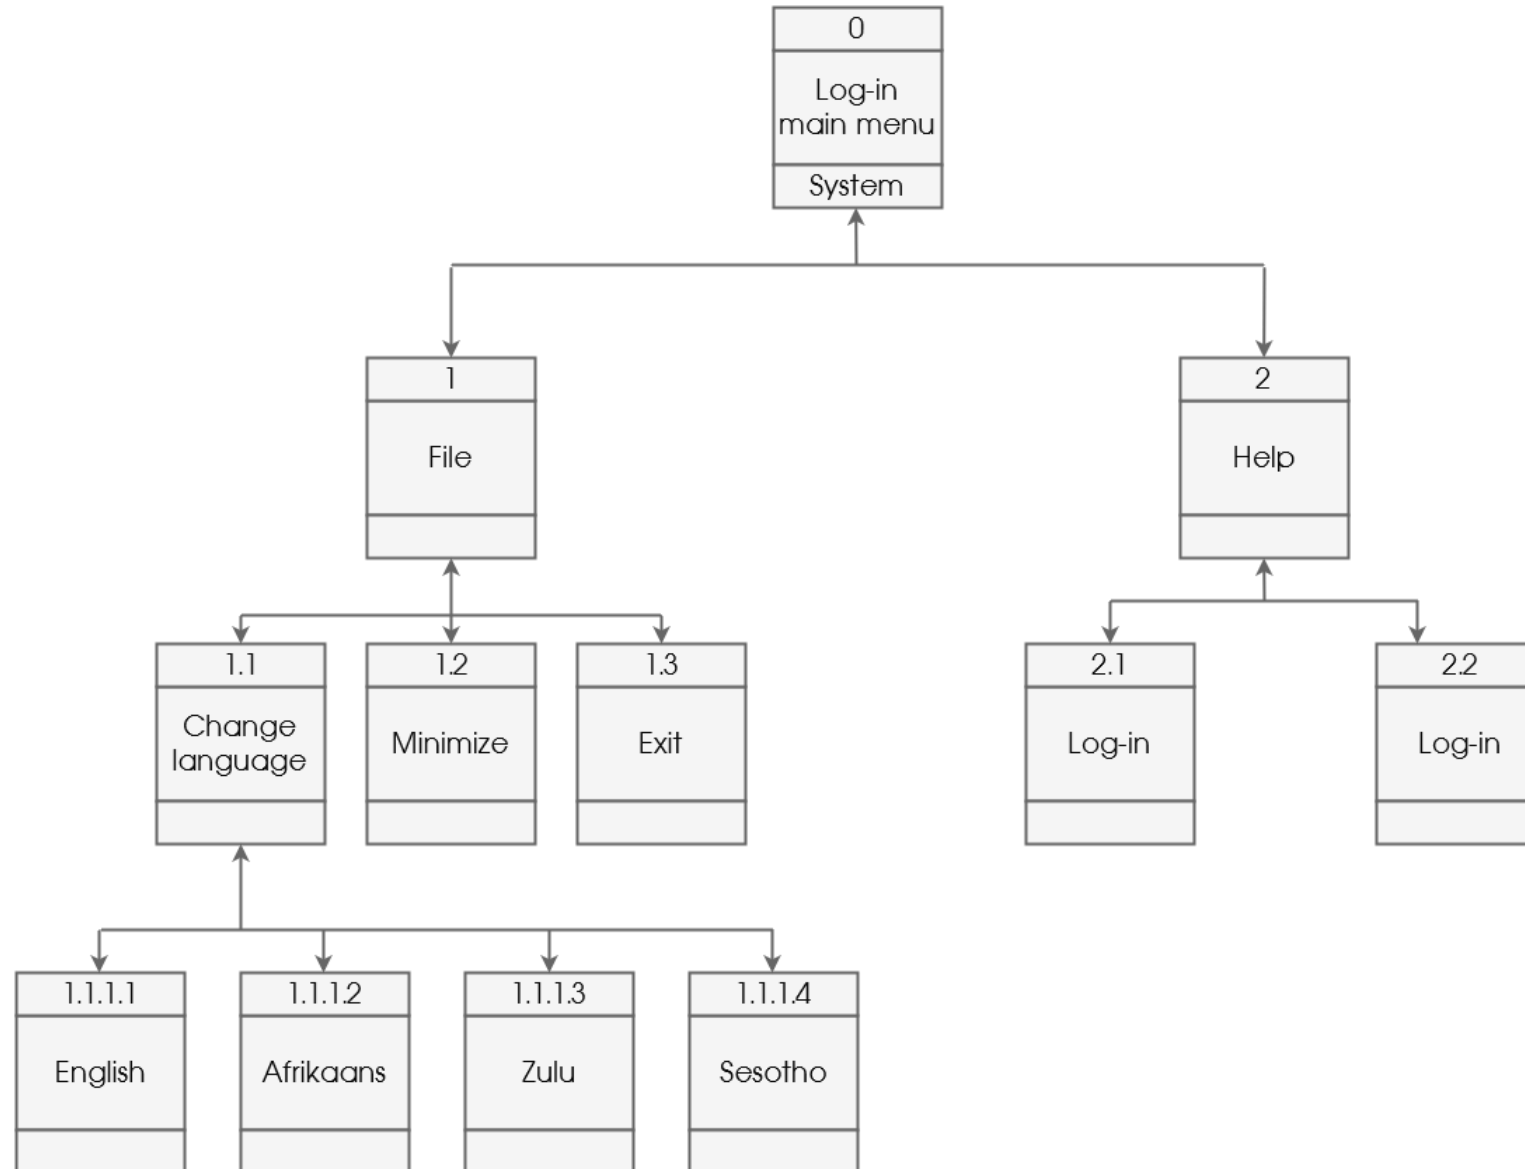 0
Log-in
main menu
System
1
File
2
Help
1.1
Change
language
1.2
Minimize
1.3
Exit
2.1
Log-in
2.2
Log-in
1.1.1.1
English
1.1.1.2
Afrikaans
1.1.1.3
Zulu
1.1.1.4
Sesotho